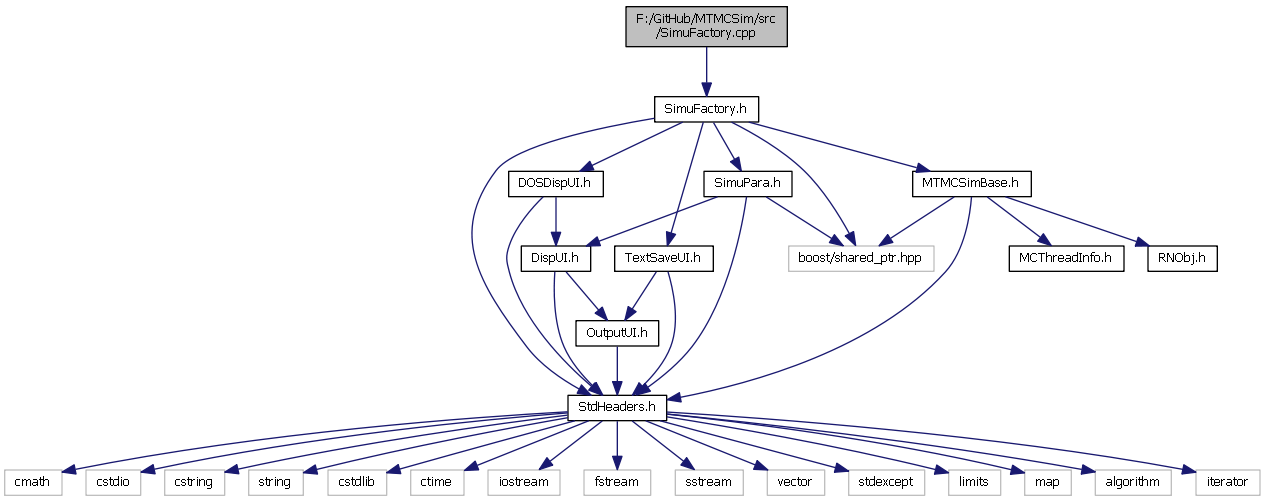 F:/GitHub/MTMCSim/src
/SimuFactory.cpp
SimuFactory.h
DOSDispUI.h
SimuPara.h
MTMCSimBase.h
DispUI.h
TextSaveUI.h
boost/shared_ptr.hpp
MCThreadInfo.h
RNObj.h
OutputUI.h
StdHeaders.h
cmath
cstdio
cstring
string
cstdlib
ctime
iostream
fstream
sstream
vector
stdexcept
limits
map
algorithm
iterator